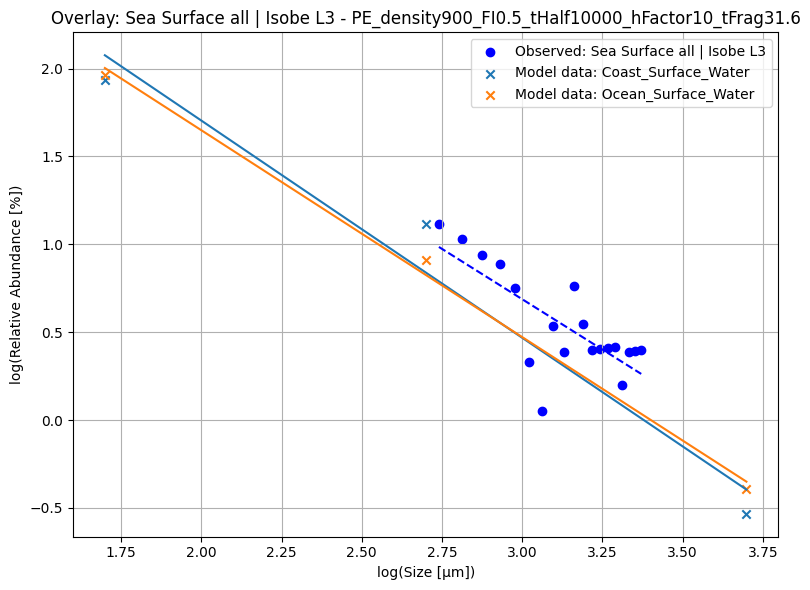 Overlay: Sea Surface all | Isobe L3 - PE_density900_FI0.5_tHalf10000_hFactor10_tFrag31.6
Observed: Sea Surface all | Isobe L3
Model data: Coast_Surface_Water
Model data: Ocean_Surface_Water
log(Relative Abundance [%])
2.0
1.5
1.0
0.5
0.0
−0.5
1.75 2.00 2.25 2.50 2.75 3.00 3.25 3.50 3.75
log(Size [μm])